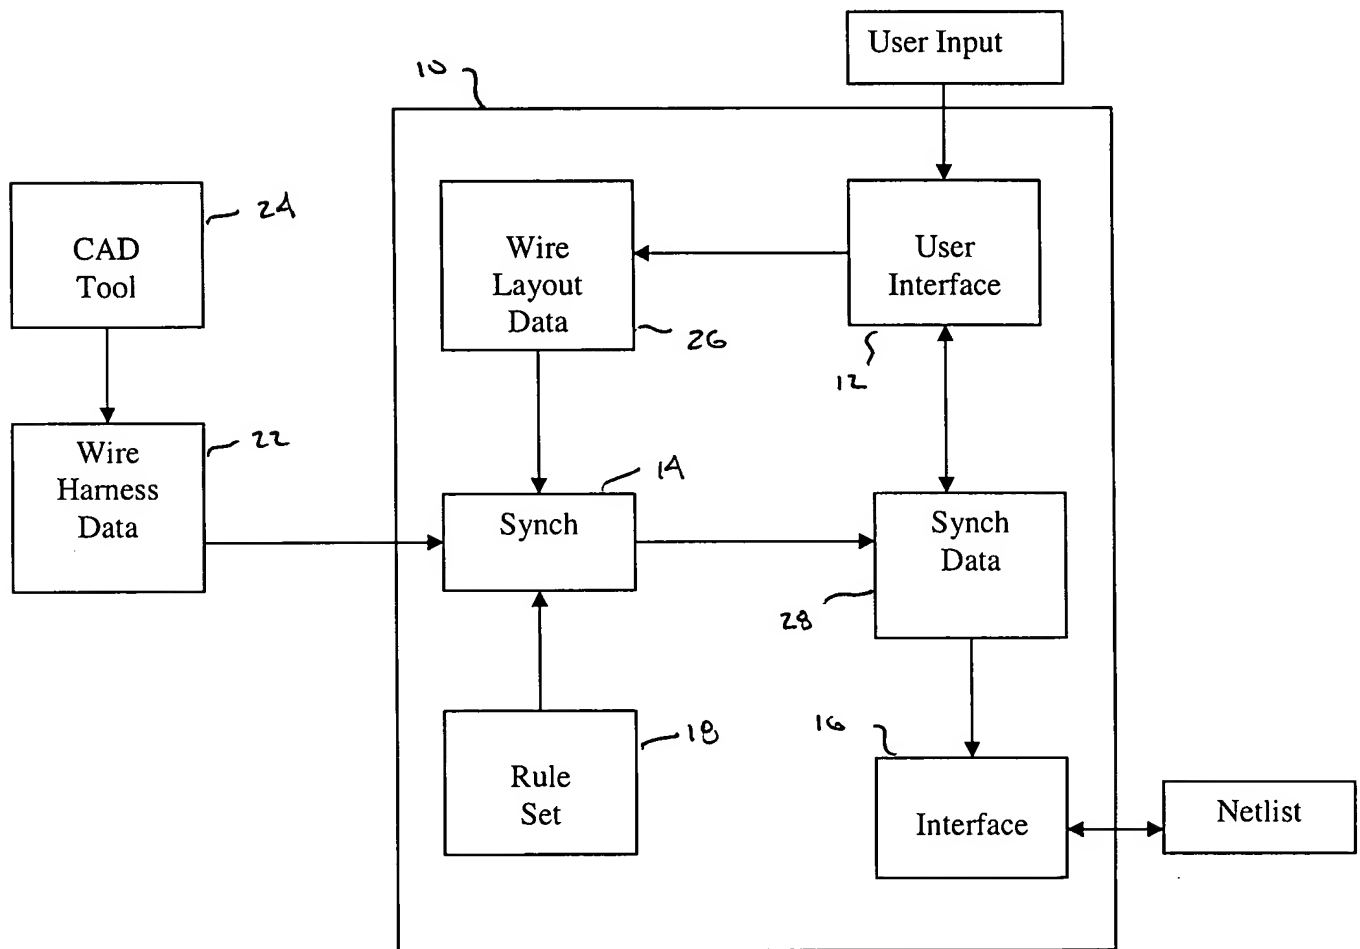 User Input
10
CAD
Tool
24
Wire
Layout
Data
26
User
Interface
12
Wire
Harness
Data
22
Synch
14
Synch
Data
28
Rule
Set
18
16
Interface
Netlist